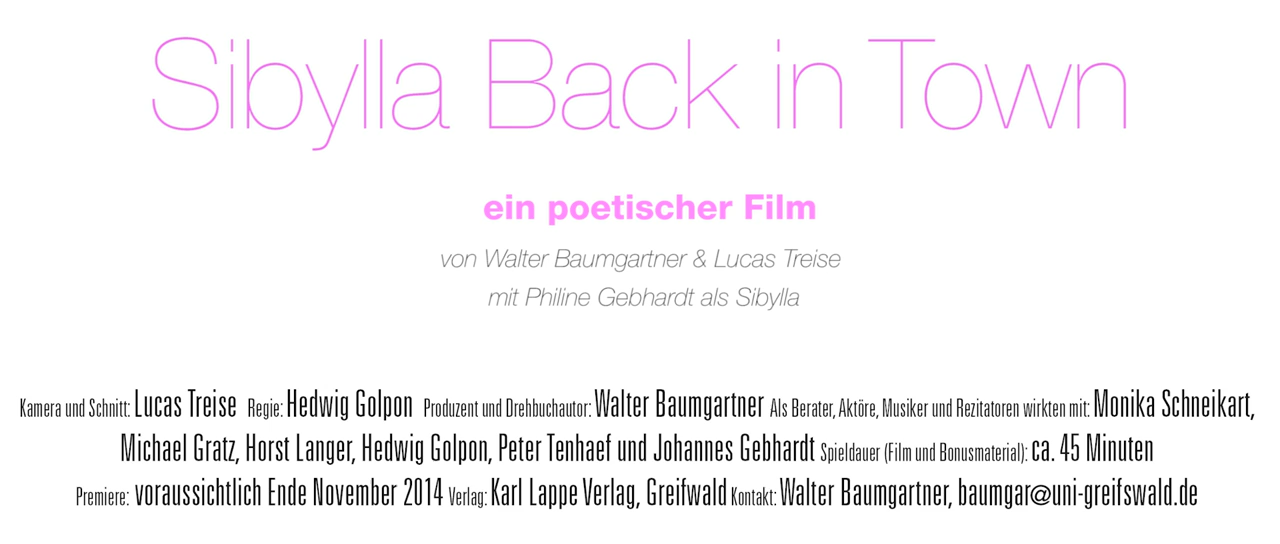 Sibylla Back in Town
ein poetischer Film
von Walter Baumgartner & Lucas Treise
mit Philine Gebhardt als Sibylla
Kamera und Schnitt: Lucas Treise Regie: Hedwig Golpon Produzent und Drehbuchautor: Walter Baumgartner Als Berater, Aktöre, Musiker und Rezitatoren wirkten mit: Monika Schneikart,
Michael Gratz, Horst Langer, Hedwig Golpon, Peter Tenhaef und Johannes Gebhardt Spieldauer (Film und Bonusmaterial): ca. 45 Minuten
Premiere: voraussichtlich Ende November 2014 Verlag: Karl Lappe Verlag, Greifwald Kontakt: Walter Baumgartner, baumgar@uni-greifswald.de